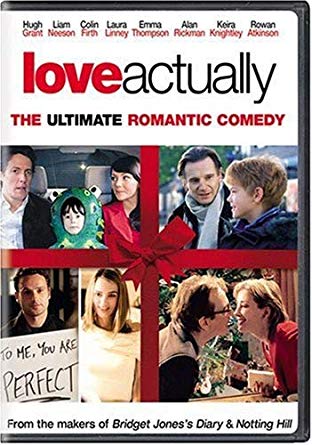 Hugh Liam Colin Laura Emma Alan Keira Rowan
Grant Neeson Firth Linney Thompson Rickman Knightley Atkinson
love actually
THE ULTIMATE ROMANTIC COMEDY
TO ME, YOU ARE
PERFECT
From the makers of Bridget Jones's Diary & Notting Hill